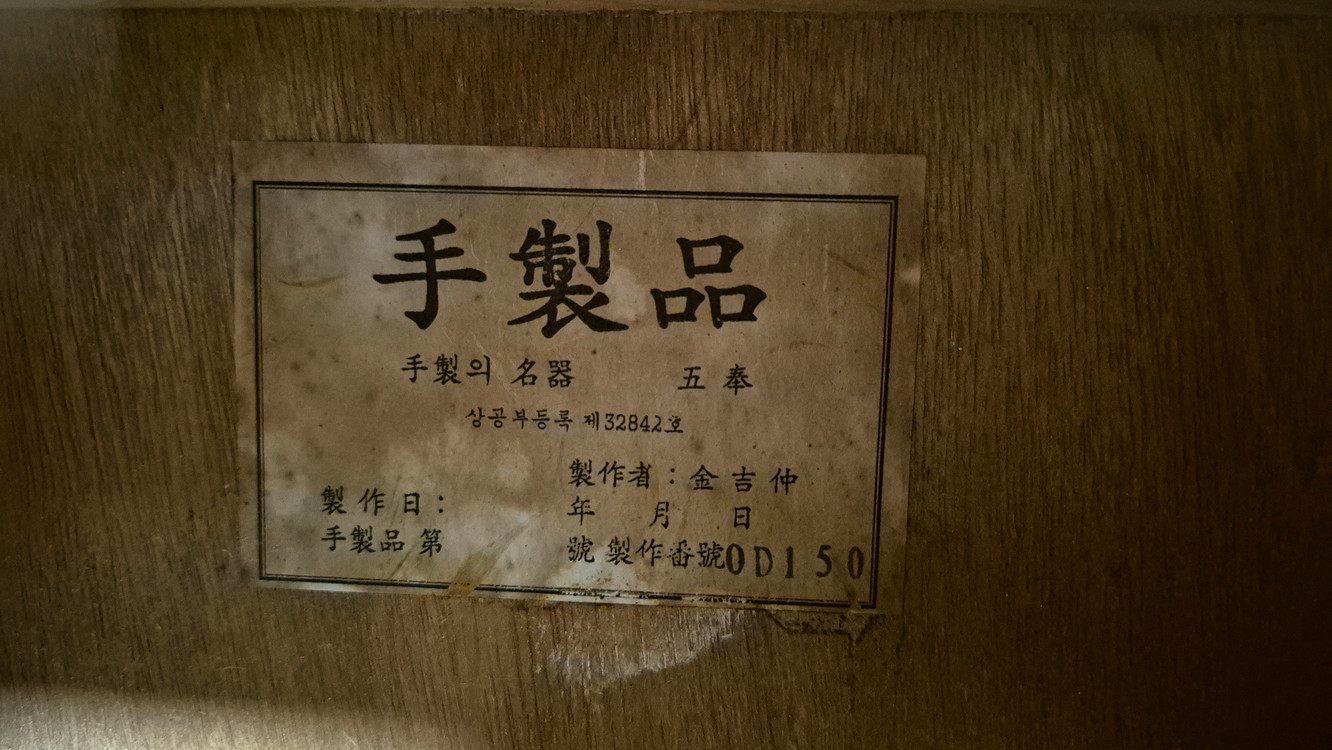 手製品
手製의 名器 五奉
상공부등록 제32842호
製作者 : 金吉仲
製作日 : 年 月 日
手製品 第 號 製作番號 OD150